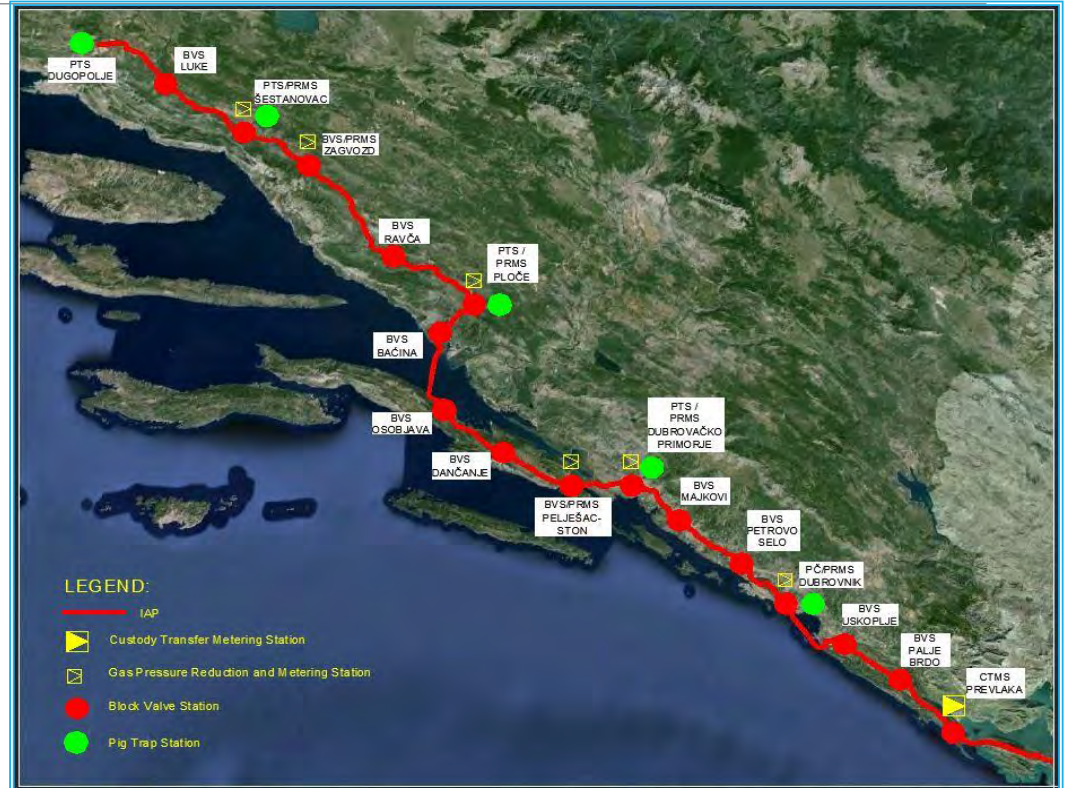 PTS
DUGOPOLJE
BVS
LUKE
PTS/PRMS
ŠESTANOVAC
BVS/PRMS
ZAGVOZD
BVS
RAVČA
PTS /
PRMS
PLOČE
BVS
BAĆINA
BVS
OSOBJAVA
BVS
DANČANJE
BVS/PRMS
PELJEŠAC-
STON
PTS /
PRMS
DUBROVAČKO
PRIMORJE
BVS
MAJKOVI
BVS
PETROVO
SELO
PČ/PRMS
DUBROVNIK
BVS
USKOPLJE
BVS
PALJE
BRDO
CTMS
PREVLAKA
LEGEND:
IAP
Custody Transfer Metering Station
Gas Pressure Reduction and Metering Station
Block Valve Station
Pig Trap Station